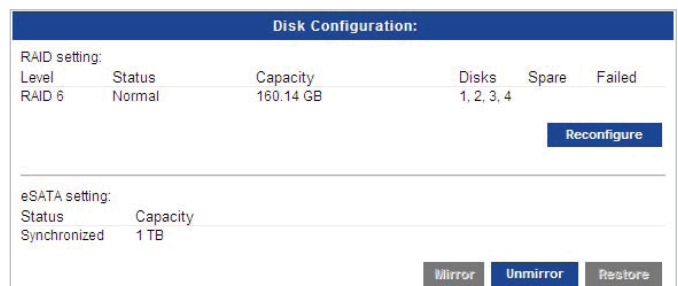 Disk Configuration:
RAID setting:
Level Status Capacity Disks Spare Failed
RAID 6 Normal 160.14 GB 1, 2, 3, 4
Reconfigure
eSATA setting:
Status Capacity
Synchronized 1 TB
Mirror Unmirror Restore